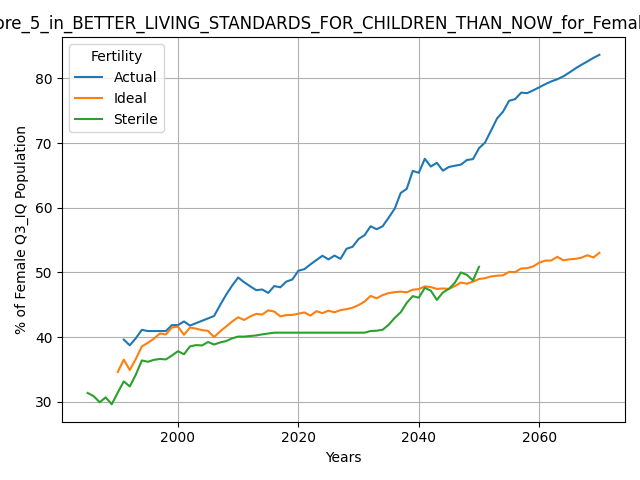 ore_5_in_BETTER_LIVING_STANDARDS_FOR_CHILDREN_THAN_NOW_for_Femal
Fertility
Actual
Ideal
Sterile
% of Female Q3_IQ Population
80
70
60
50
40
30
2000
2020
2040
2060
Years